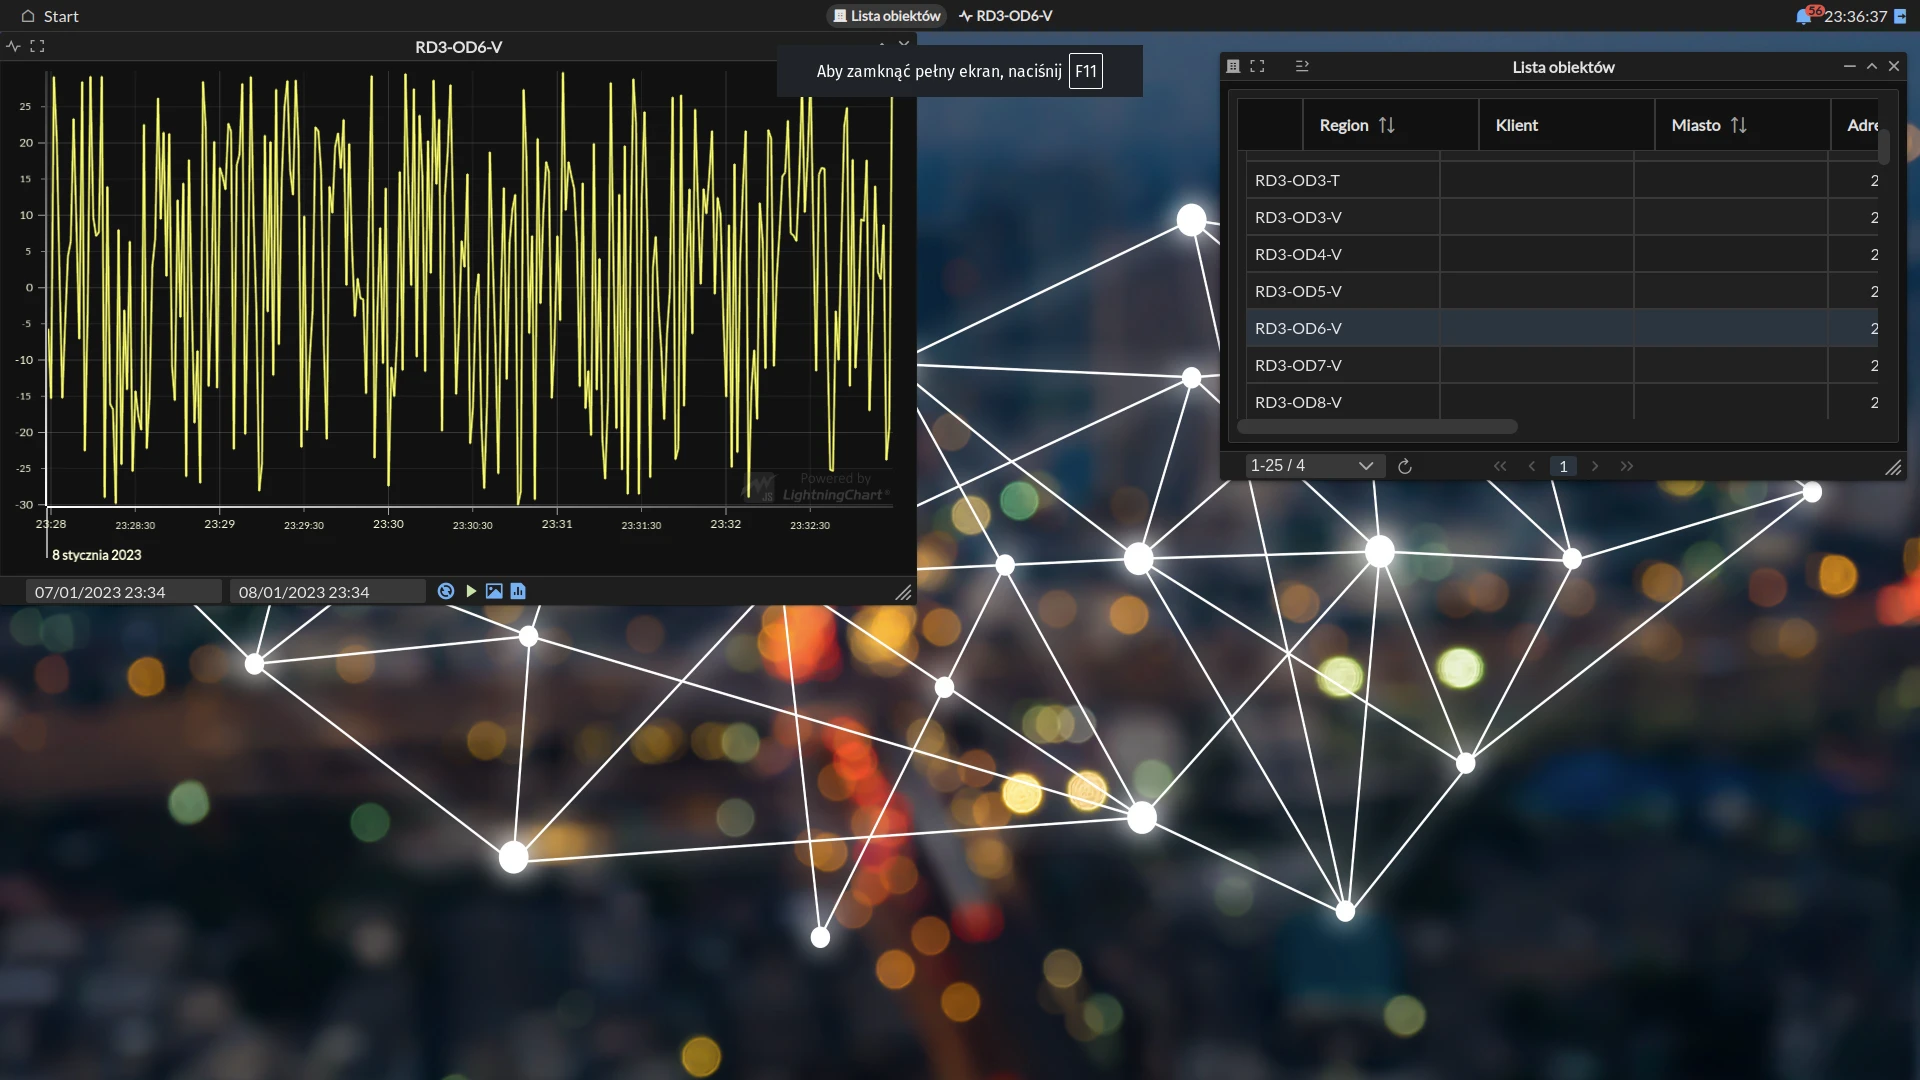 Start
Lista obiektów
RD3-OD6-V
56
23:36:37
RD3-OD6-V
Aby zamknąć pełny ekran, naciśnij F11
25
20
15
10
5
0
-5
-10
-15
-20
-25
-30
23:28
23:28:30
23:29
23:29:30
23:30
23:30:30
23:31
23:31:30
23:32
23:32:30
8 stycznia 2023
Powered by
LightningChart®
JS
07/01/2023 23:34
08/01/2023 23:34
Lista obiektów
Region
Klient
Miasto
Adre
RD3-OD3-T 2
RD3-OD3-V 2
RD3-OD4-V 2
RD3-OD5-V 2
RD3-OD6-V 2
RD3-OD7-V 2
RD3-OD8-V 2
1-25 / 4
1